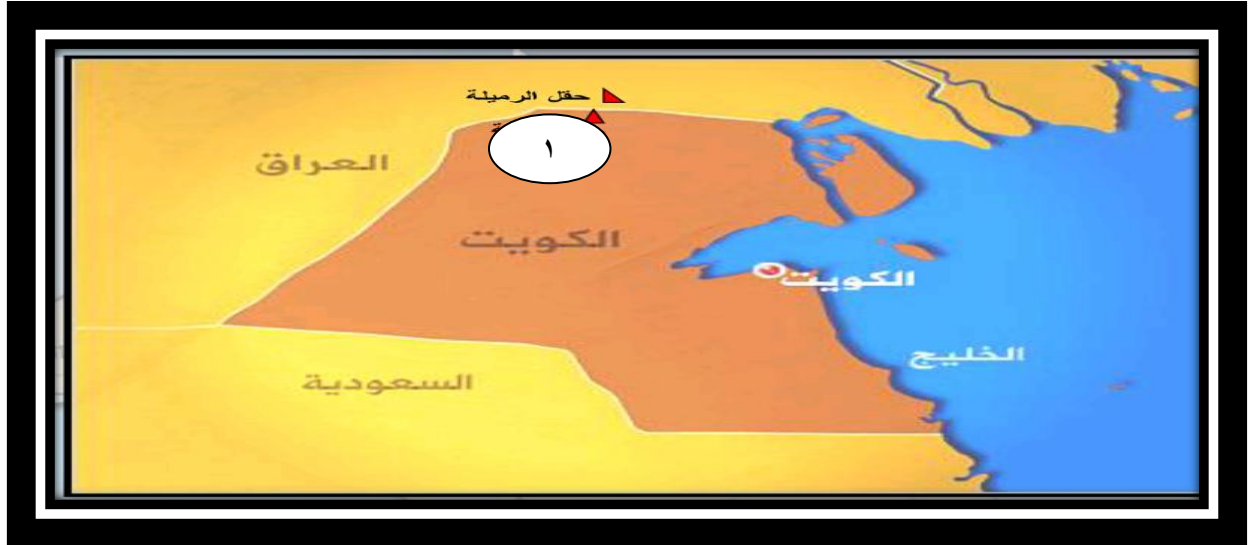 حقل الرميلة
١
العراق
الكويت
الكويت
الخليج
السعودية